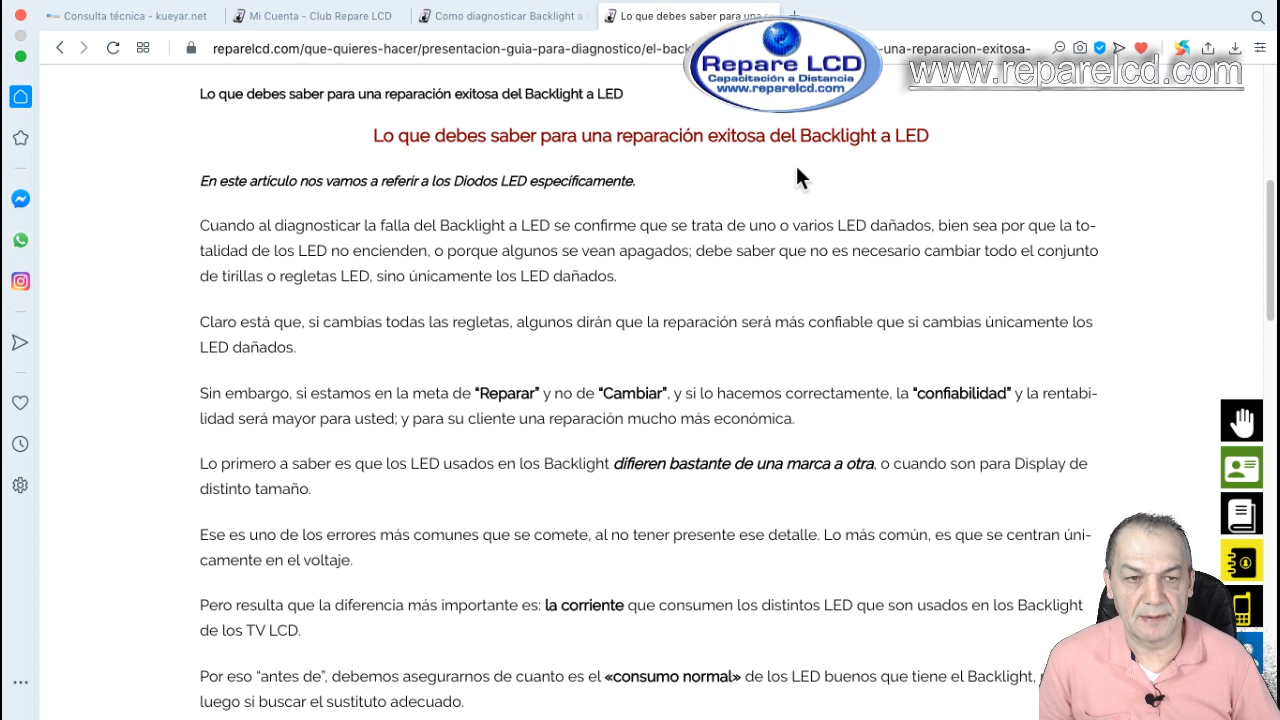 Consulta técnica - kueyar.net
Mi Cuenta - Club Repare LCD
Como diagnosticar Backlight a
Lo que debes saber para una
reparelcd.com/que-quieres-hacer/presentacion-guia-para-diagnostico/el-back
-una-reparacion-exitosa-
Repare LCD
Capacitación a Distancia
www.reparelcd.com
www.reparelcd.com
Lo que debes saber para una reparación exitosa del Backlight a LED
Lo que debes saber para una reparación exitosa del Backlight a LED
En este artículo nos vamos a referir a los Diodos LED específicamente.
Cuando al diagnosticar la falla del Backlight a LED se confirme que se trata de uno o varios LED dañados, bien sea por que la to-
talidad de los LED no encienden, o porque algunos se vean apagados; debe saber que no es necesario cambiar todo el conjunto
de tirillas o regletas LED, sino únicamente los LED dañados.
Claro está que, si cambias todas las regletas, algunos dirán que la reparación será más confiable que si cambias únicamente los
LED dañados.
Sin embargo, si estamos en la meta de “Reparar” y no de “Cambiar”, y si lo hacemos correctamente, la “confiabilidad” y la rentabi-
lidad será mayor para usted; y para su cliente una reparación mucho más económica.
Lo primero a saber es que los LED usados en los Backlight difieren bastante de una marca a otra, o cuando son para Display de
distinto tamaño.
Ese es uno de los errores más comunes que se comete, al no tener presente ese detalle. Lo más común, es que se centran úni-
camente en el voltaje.
Pero resulta que la diferencia más importante es: la corriente que consumen los distintos LED que son usados en los Backlight
de los TV LCD.
Por eso “antes de”, debemos asegurarnos de cuanto es el «consumo normal» de los LED buenos que tiene el Backlight,
luego si buscar el sustituto adecuado.